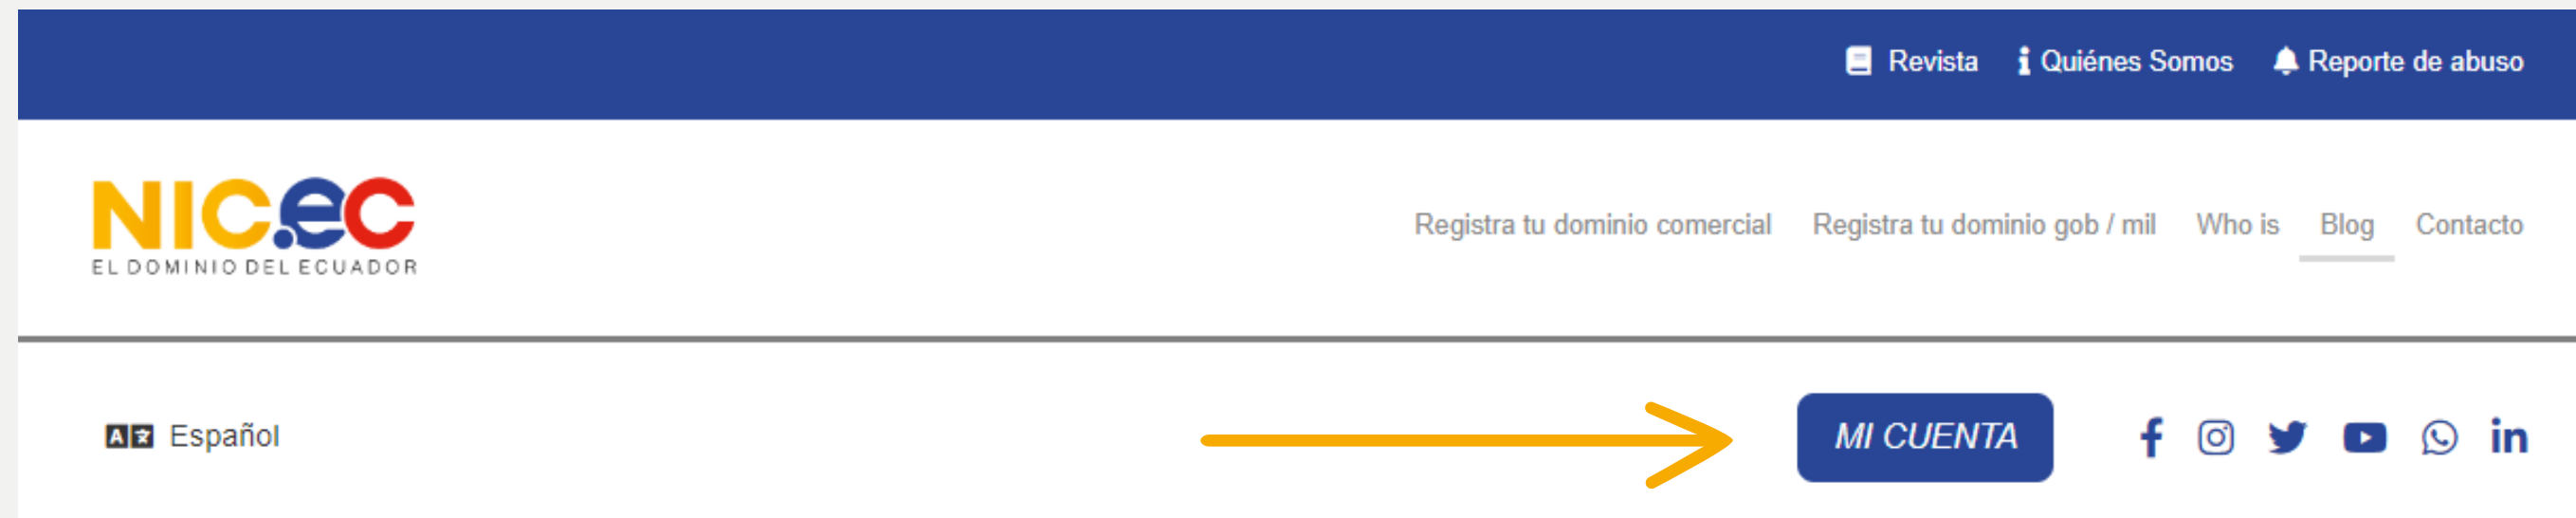 Revista Quiénes Somos Reporte de abuso
NIC.eC
EL DOMINIO DEL ECUADOR
Registra tu dominio comercial Registra tu dominio gob / mil Who is Blog Contacto
Español
MI CUENTA